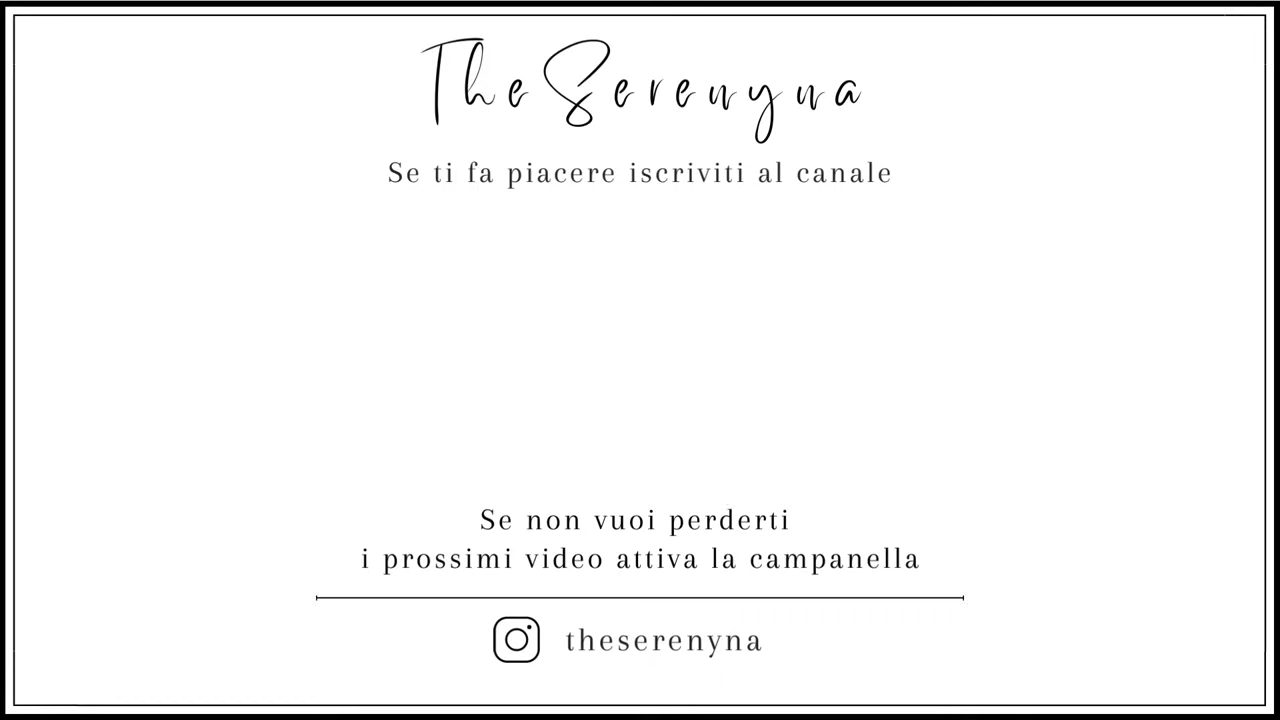 TheSerenyna
Se ti fa piacere iscriviti al canale
Se non vuoi perderti
i prossimi video attiva la campanella
theserenyna